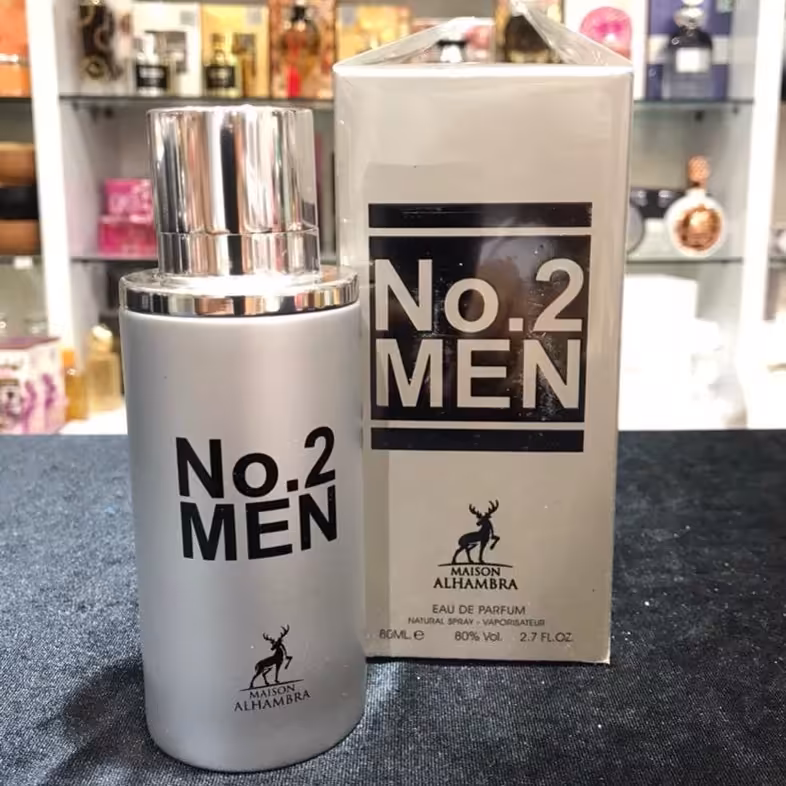 No.2
MEN
MAISON
ALHAMBRA
No.2
MEN
MAISON
ALHAMBRA
EAU DE PARFUM
NATURAL SPRAY - VAPORISATEUR
80ML e 80% Vol. 2.7 FL.OZ.